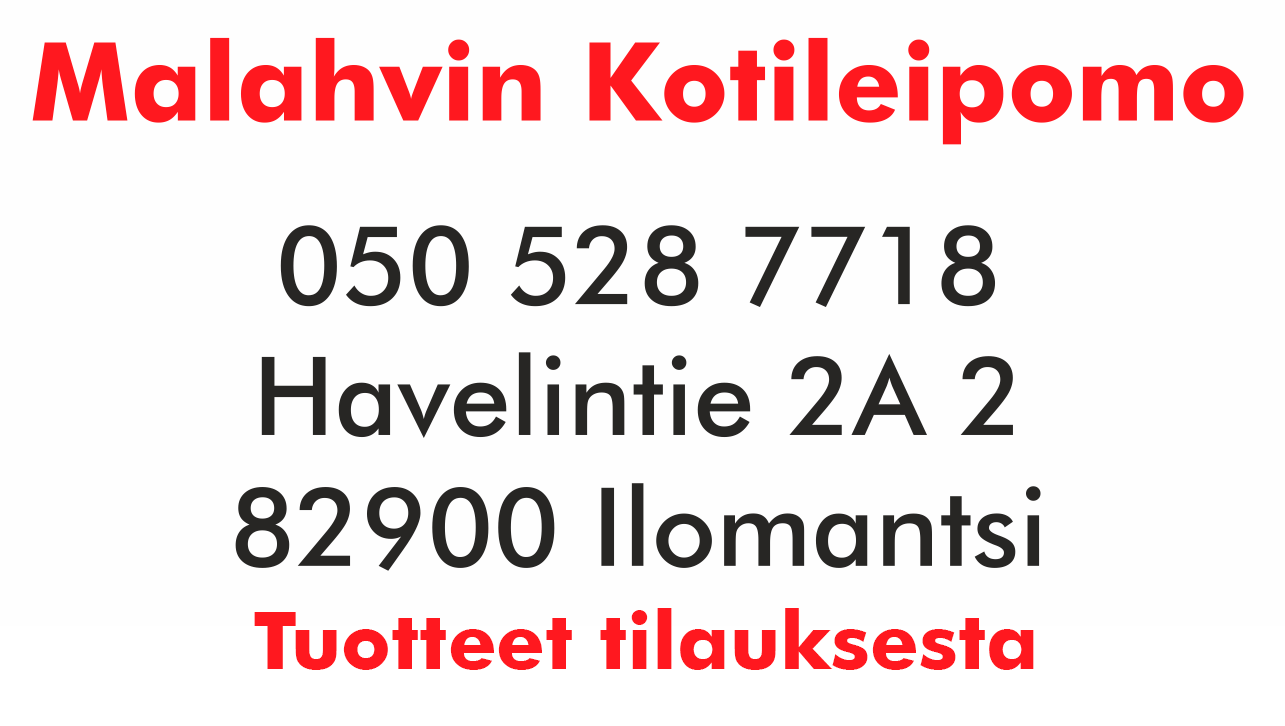 Malahvin Kotileipomo
050 528 7718
Havelintie 2A 2
82900 Ilomantsi
Tuotteet tilauksesta